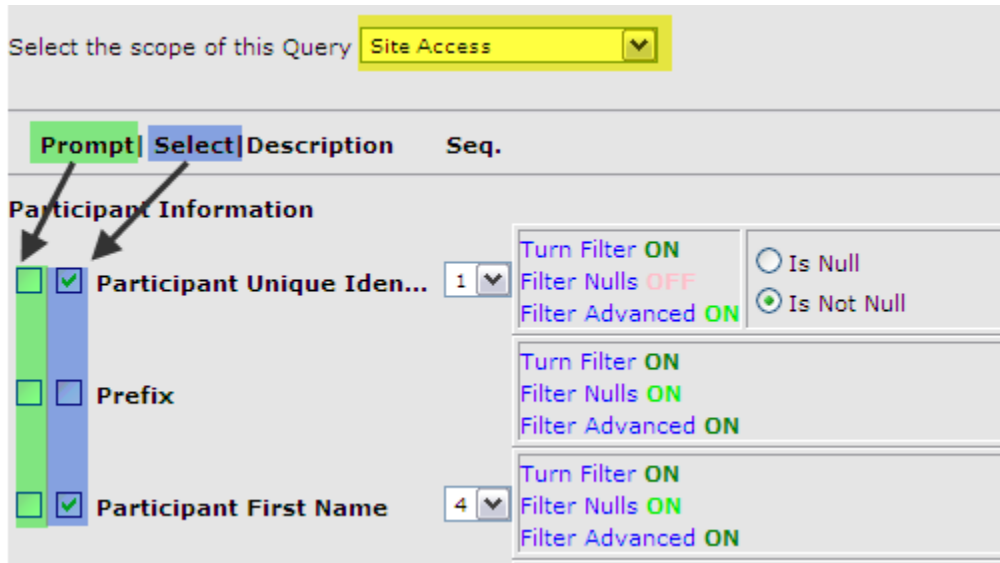 Select the scope of this Query Site Access
Prompt| Select|Description Seq.
Participant Information
Participant Unique Iden... 1
Turn Filter ON
Filter Nulls OFF
Filter Advanced ON
Is Null
Is Not Null
Prefix
Turn Filter ON
Filter Nulls ON
Filter Advanced ON
Participant First Name 4
Turn Filter ON
Filter Nulls ON
Filter Advanced ON